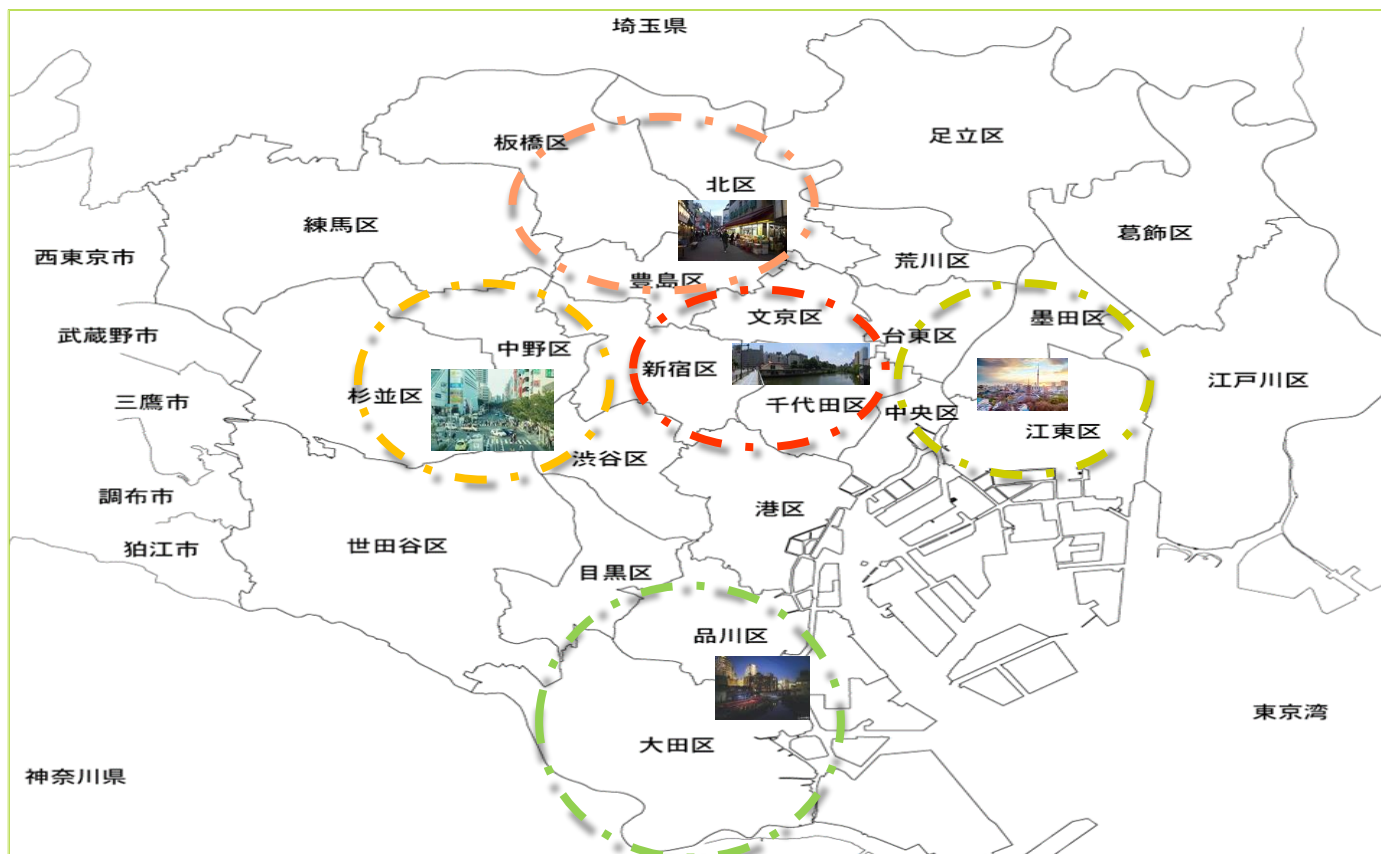 埼玉県
板橋区
足立区
北区
練馬区
葛飾区
西東京市
荒川区
豊島区
文京区
墨田区
武蔵野市
台東区
中野区
新宿区
江戸川区
杉並区
三鷹市
千代田区
中央区
江東区
渋谷区
調布市
港区
狛江市
世田谷区
目黒区
品川区
東京湾
大田区
神奈川県